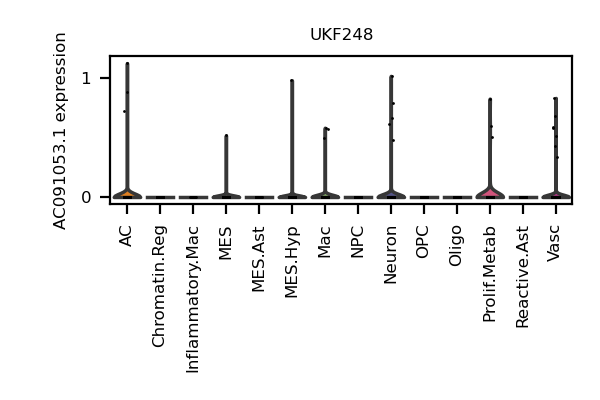 UKF248
AC091053.1 expression
1
0
AC
Chromatin.Reg
Inflammatory.Mac
MES
MES.Ast
MES.Hyp
Mac
NPC
Neuron
OPC
Oligo
Prolif.Metab
Reactive.Ast
Vasc